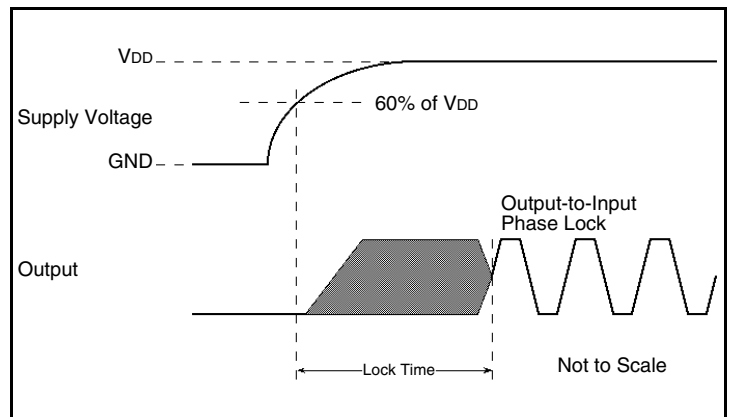 VDD
60% of VDD
Supply Voltage
GND
Output-to-Input
Phase Lock
Output
Lock Time
Not to Scale